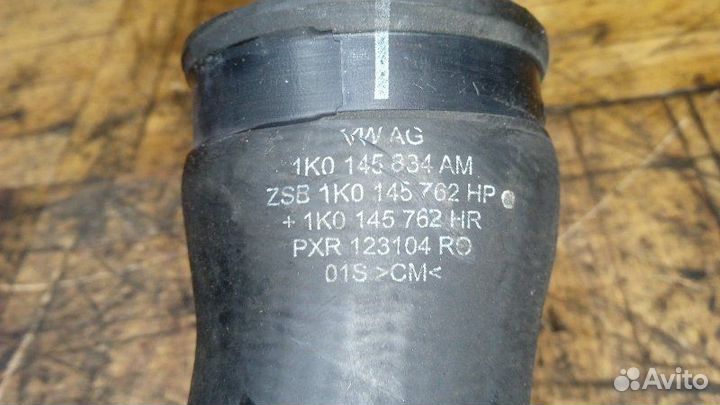 VW AG
1K0 145 834 AM
ZSB 1K0 145 762 HP
+ 1K0 145 762 HR
PXR 123104 RO
01S >CM<
Avito